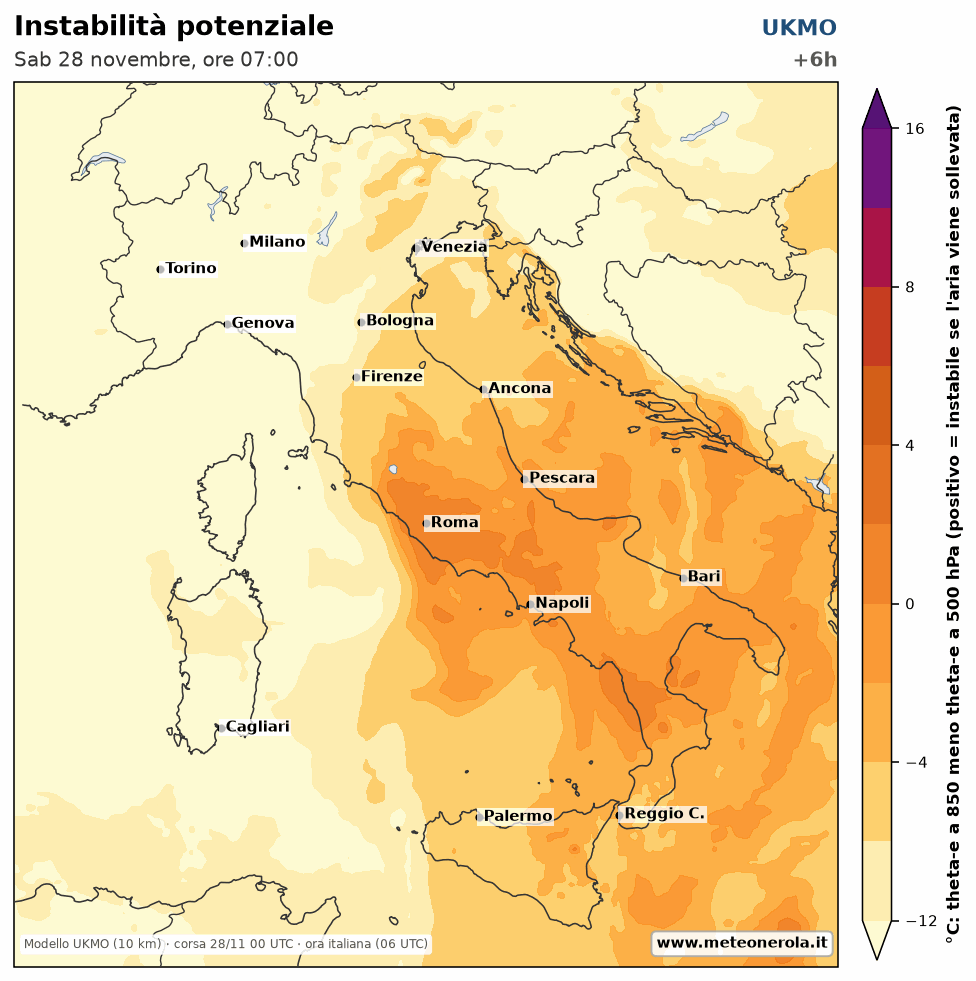 Instabilità potenziale
UKMO
Sab 28 novembre, ore 07:00
+6h
Milano
Venezia
Torino
Genova
Bologna
Firenze
Ancona
Pescara
Roma
Bari
Napoli
Cagliari
Palermo
Reggio C.
Modello UKMO (10 km) · corsa 28/11 00 UTC · ora italiana (06 UTC)
www.meteonerola.it
16
8
4
0
−4
−12
°C: theta-e a 850 meno theta-e a 500 hPa (positivo = instabile se l'aria viene sollevata)